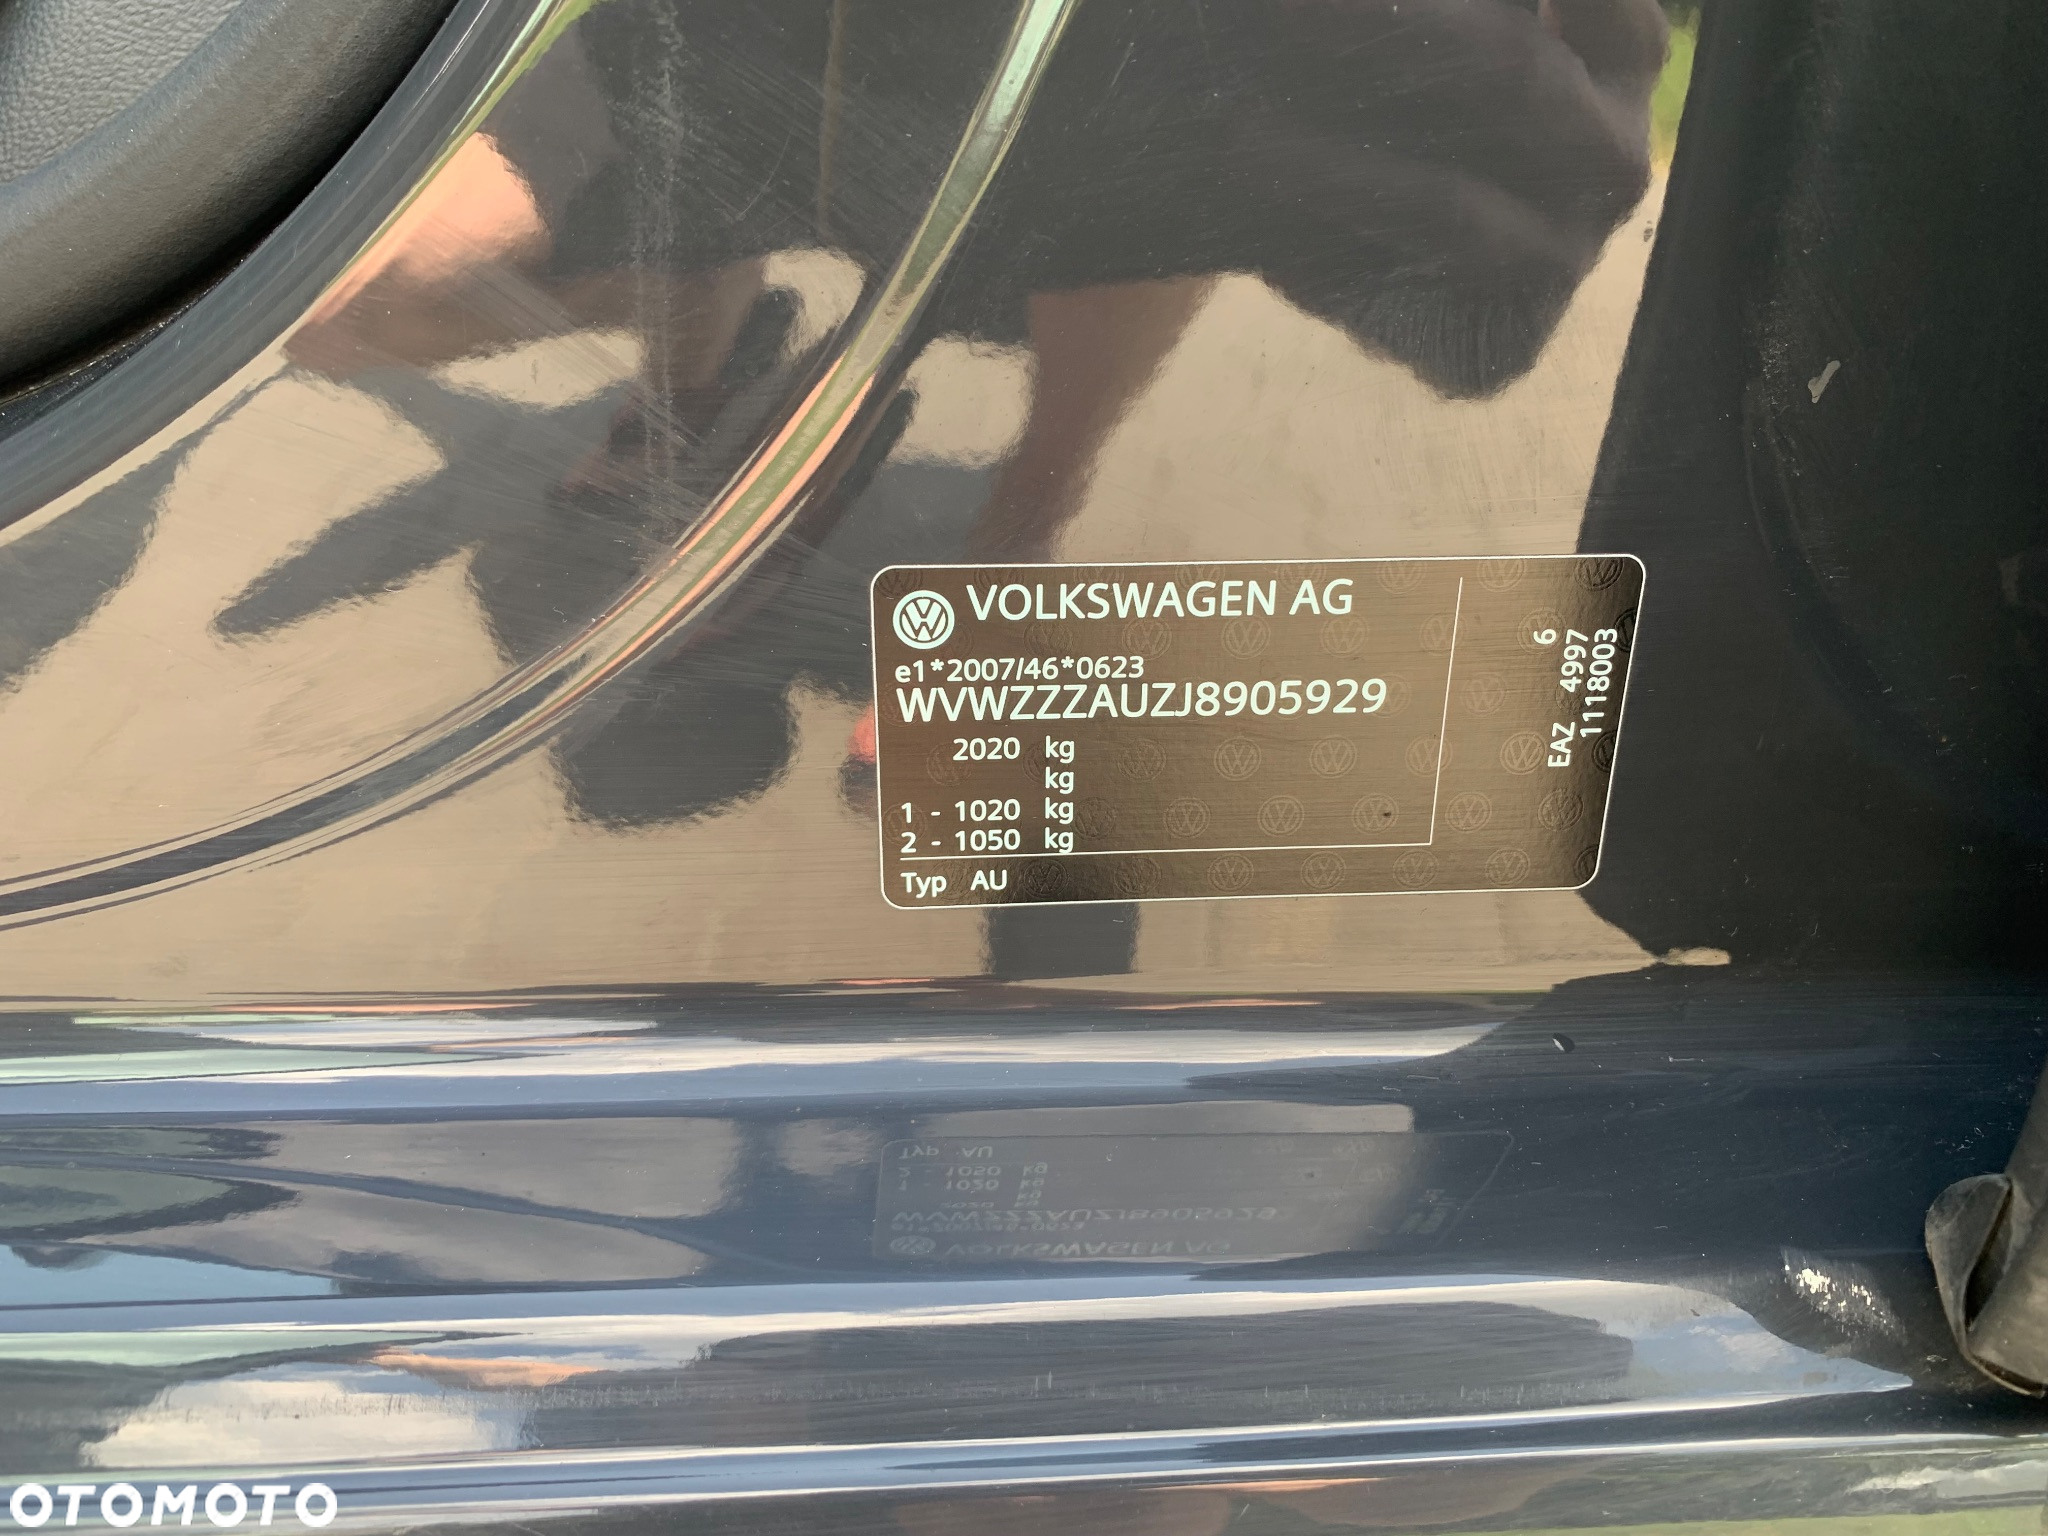 VOLKSWAGEN AG
e1*2007/46*0623
WVWZZZAUZJ8905929
2020 kg
kg
1 - 1020 kg
2 - 1050 kg
Typ AU
6
EAZ 4997
1118003
OTOMOTO